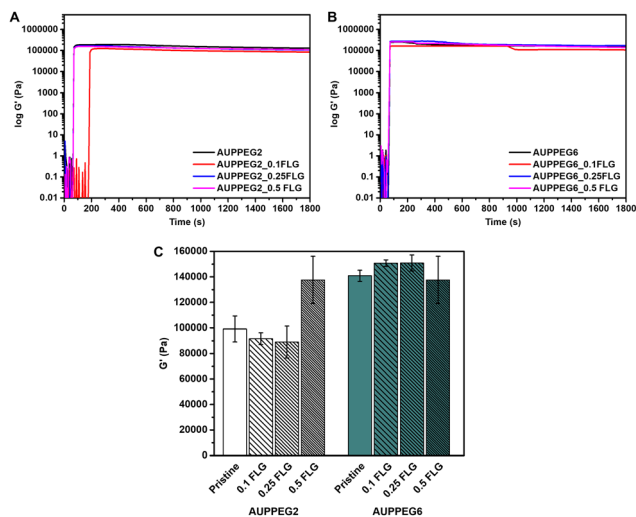 A
log G' (Pa)
1000000
100000
10000
1000
100
10
1
0.1
0.01
AUPPEG2
AUPPEG2_0.1FLG
AUPPEG2_0.25FLG
AUPPEG2_0.5 FLG
0 200 400 600 800 1000 1200 1400 1600 1800
Time (s)
B
log G' (Pa)
1000000
100000
10000
1000
100
10
1
0.1
0.01
AUPPEG6
AUPPEG6_0.1FLG
AUPPEG6_0.25FLG
AUPPEG6_0.5 FLG
0 200 400 600 800 1000 1200 1400 1600 1800
Time (s)
C
G' (Pa)
160000
140000
120000
100000
80000
60000
40000
20000
0
Pristine 0.1 FLG 0.25 FLG 0.5 FLG Pristine 0.1 FLG 0.25 FLG 0.5 FLG
AUPPEG2 AUPPEG6